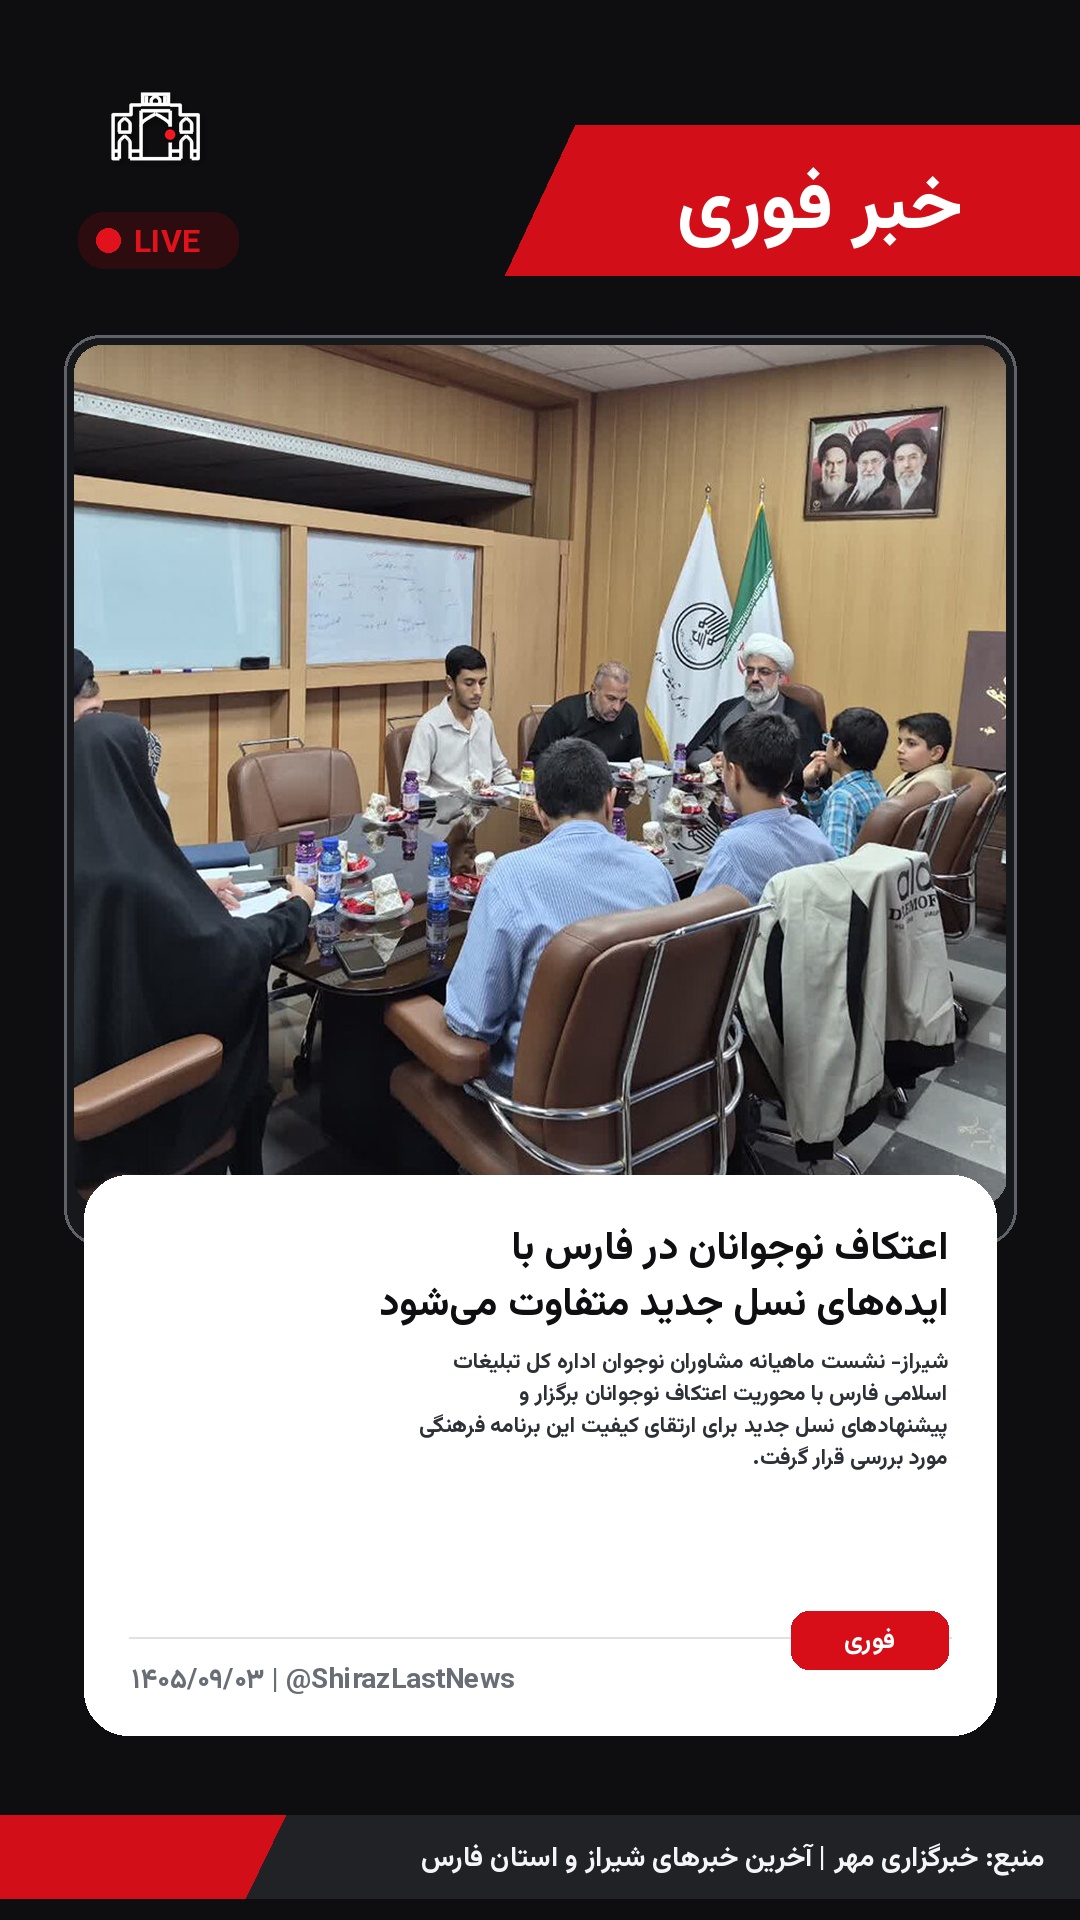 خبر فوری
LIVE
DIEMOF
اعتکاف نوجوانان در فارس با
ایده‌های نسل جدید متفاوت می‌شود
شیراز- نشست ماهیانه مشاوران نوجوان اداره کل تبلیغات
اسلامی فارس با محوریت اعتکاف نوجوانان برگزار و
پیشنهادهای نسل جدید برای ارتقای کیفیت این برنامه فرهنگی
مورد بررسی قرار گرفت.
فوری
۱۴۰۵/۰۹/۰۳ | @ShirazLastNews
منبع: خبرگزاری مهر | آخرین خبرهای شیراز و استان فارس